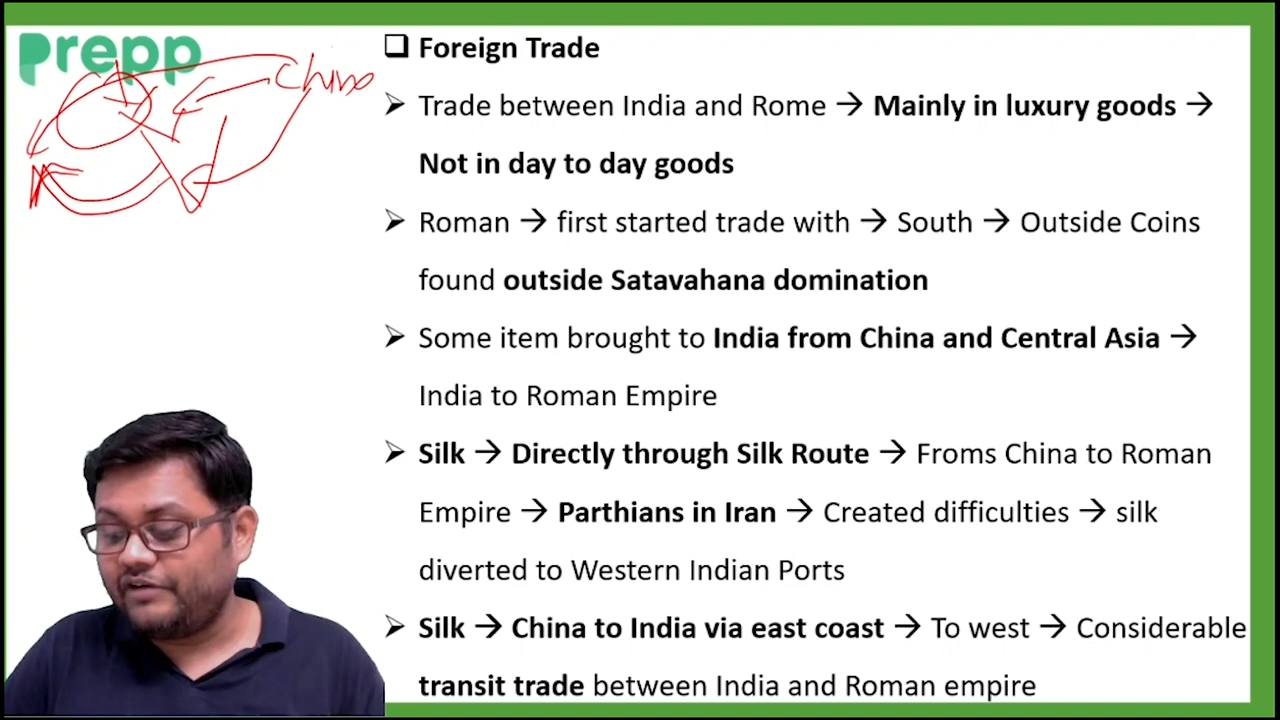 Prepp
China
❑ Foreign Trade
➢ Trade between India and Rome → Mainly in luxury goods →
Not in day to day goods
➢ Roman → first started trade with → South → Outside Coins
found outside Satavahana domination
➢ Some item brought to India from China and Central Asia →
India to Roman Empire
➢ Silk → Directly through Silk Route → Froms China to Roman
Empire → Parthians in Iran → Created difficulties → silk
diverted to Western Indian Ports
➢ Silk → China to India via east coast → To west → Considerable
transit trade between India and Roman empire